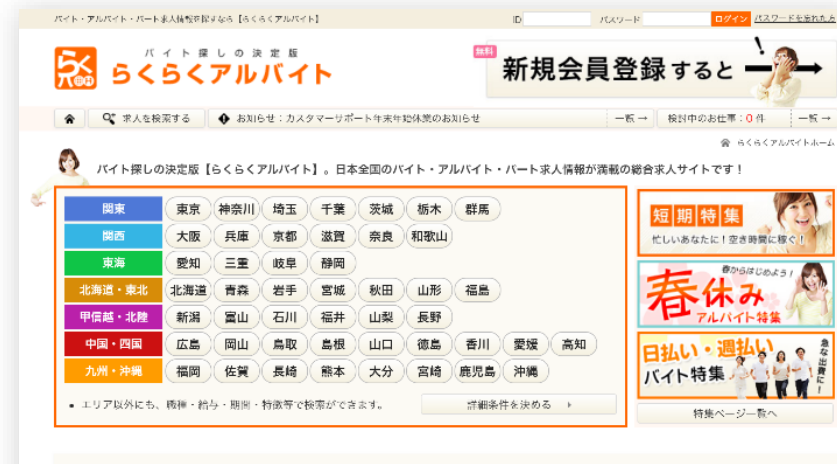 バイト・アルバイト・パート求人情報を探すなら【らくらくアルバイト】
ID
パスワード
ログイン
パスワードを忘れた方
バイト探しの決定版
らくらくアルバイト
無料
新規会員登録すると
求人を検索する
お知らせ：カスタマーサポート年末年始休業のお知らせ
一覧→
検討中のお仕事：0件
一覧→
らくらくアルバイトホーム
バイト探しの決定版【らくらくアルバイト】。日本全国のバイト・アルバイト・パート求人情報が満載の総合求人サイトです！
関東 東京 神奈川 埼玉 千葉 茨城 栃木 群馬
関西 大阪 兵庫 京都 滋賀 奈良 和歌山
東海 愛知 三重 岐阜 静岡
北海道・東北 北海道 青森 岩手 宮城 秋田 山形 福島
甲信越・北陸 新潟 富山 石川 福井 山梨 長野
中国・四国 広島 岡山 鳥取 島根 山口 徳島 香川 愛媛 高知
九州・沖縄 福岡 佐賀 長崎 熊本 大分 宮崎 鹿児島 沖縄
エリア以外にも、職種・給与・期間・特徴等で検索ができます。
詳細条件を決める
短期特集
忙しいあなたに！空き時間に稼ぐ！
春からはじめよう！
春休み
アルバイト特集
日払い・週払い
バイト特集
急な出費に！
特集ページ一覧へ